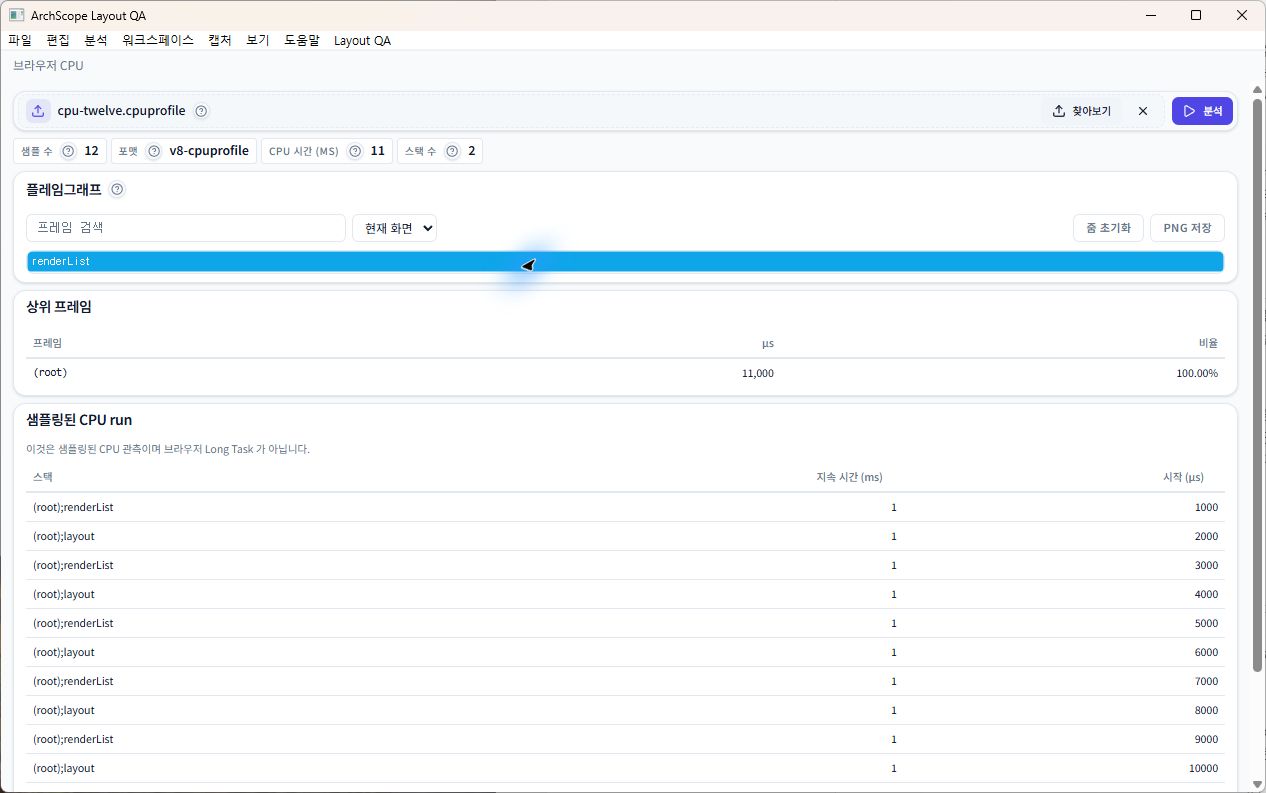 ArchScope Layout QA
파일 편집 분석 워크스페이스 캡처 보기 도움말 Layout QA
브라우저 CPU
cpu-twelve.cpuprofile ? 찾아보기 × 분석
샘플 수 ? 12 포맷 ? v8-cpuprofile CPU 시간 (MS) ? 11 스택 수 ? 2
플레임그래프 ?
프레임 검색 현재 화면 줌 초기화 PNG 저장
renderList
상위 프레임
프레임 µs 비율
(root) 11,000 100.00%
샘플링된 CPU run
이것은 샘플링된 CPU 관측이며 브라우저 Long Task 가 아닙니다.
스택 지속 시간 (ms) 시작 (µs)
(root);renderList 1 1000
(root);layout 1 2000
(root);renderList 1 3000
(root);layout 1 4000
(root);renderList 1 5000
(root);layout 1 6000
(root);renderList 1 7000
(root);layout 1 8000
(root);renderList 1 9000
(root);layout 1 10000